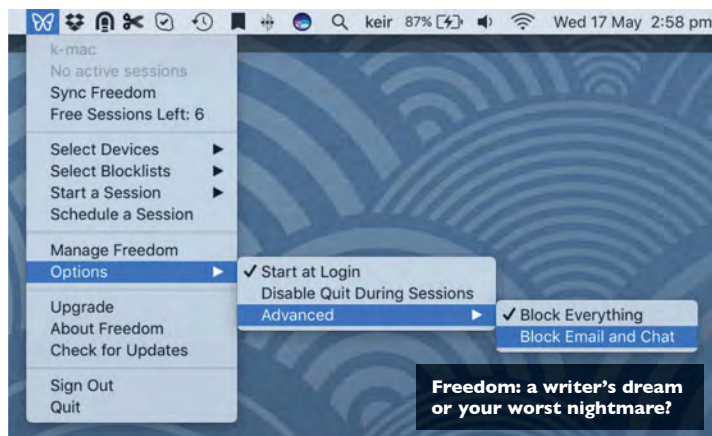 keir 87% Wed 17 May 2:58 pm
k-mac
No active sessions
Sync Freedom
Free Sessions Left: 6
Select Devices
Select Blocklists
Start a Session
Schedule a Session
Manage Freedom
Options
Start at Login
Disable Quit During Sessions
Advanced
Block Everything
Block Email and Chat
Upgrade
About Freedom
Check for Updates
Sign Out
Quit
Freedom: a writer's dream
or your worst nightmare?